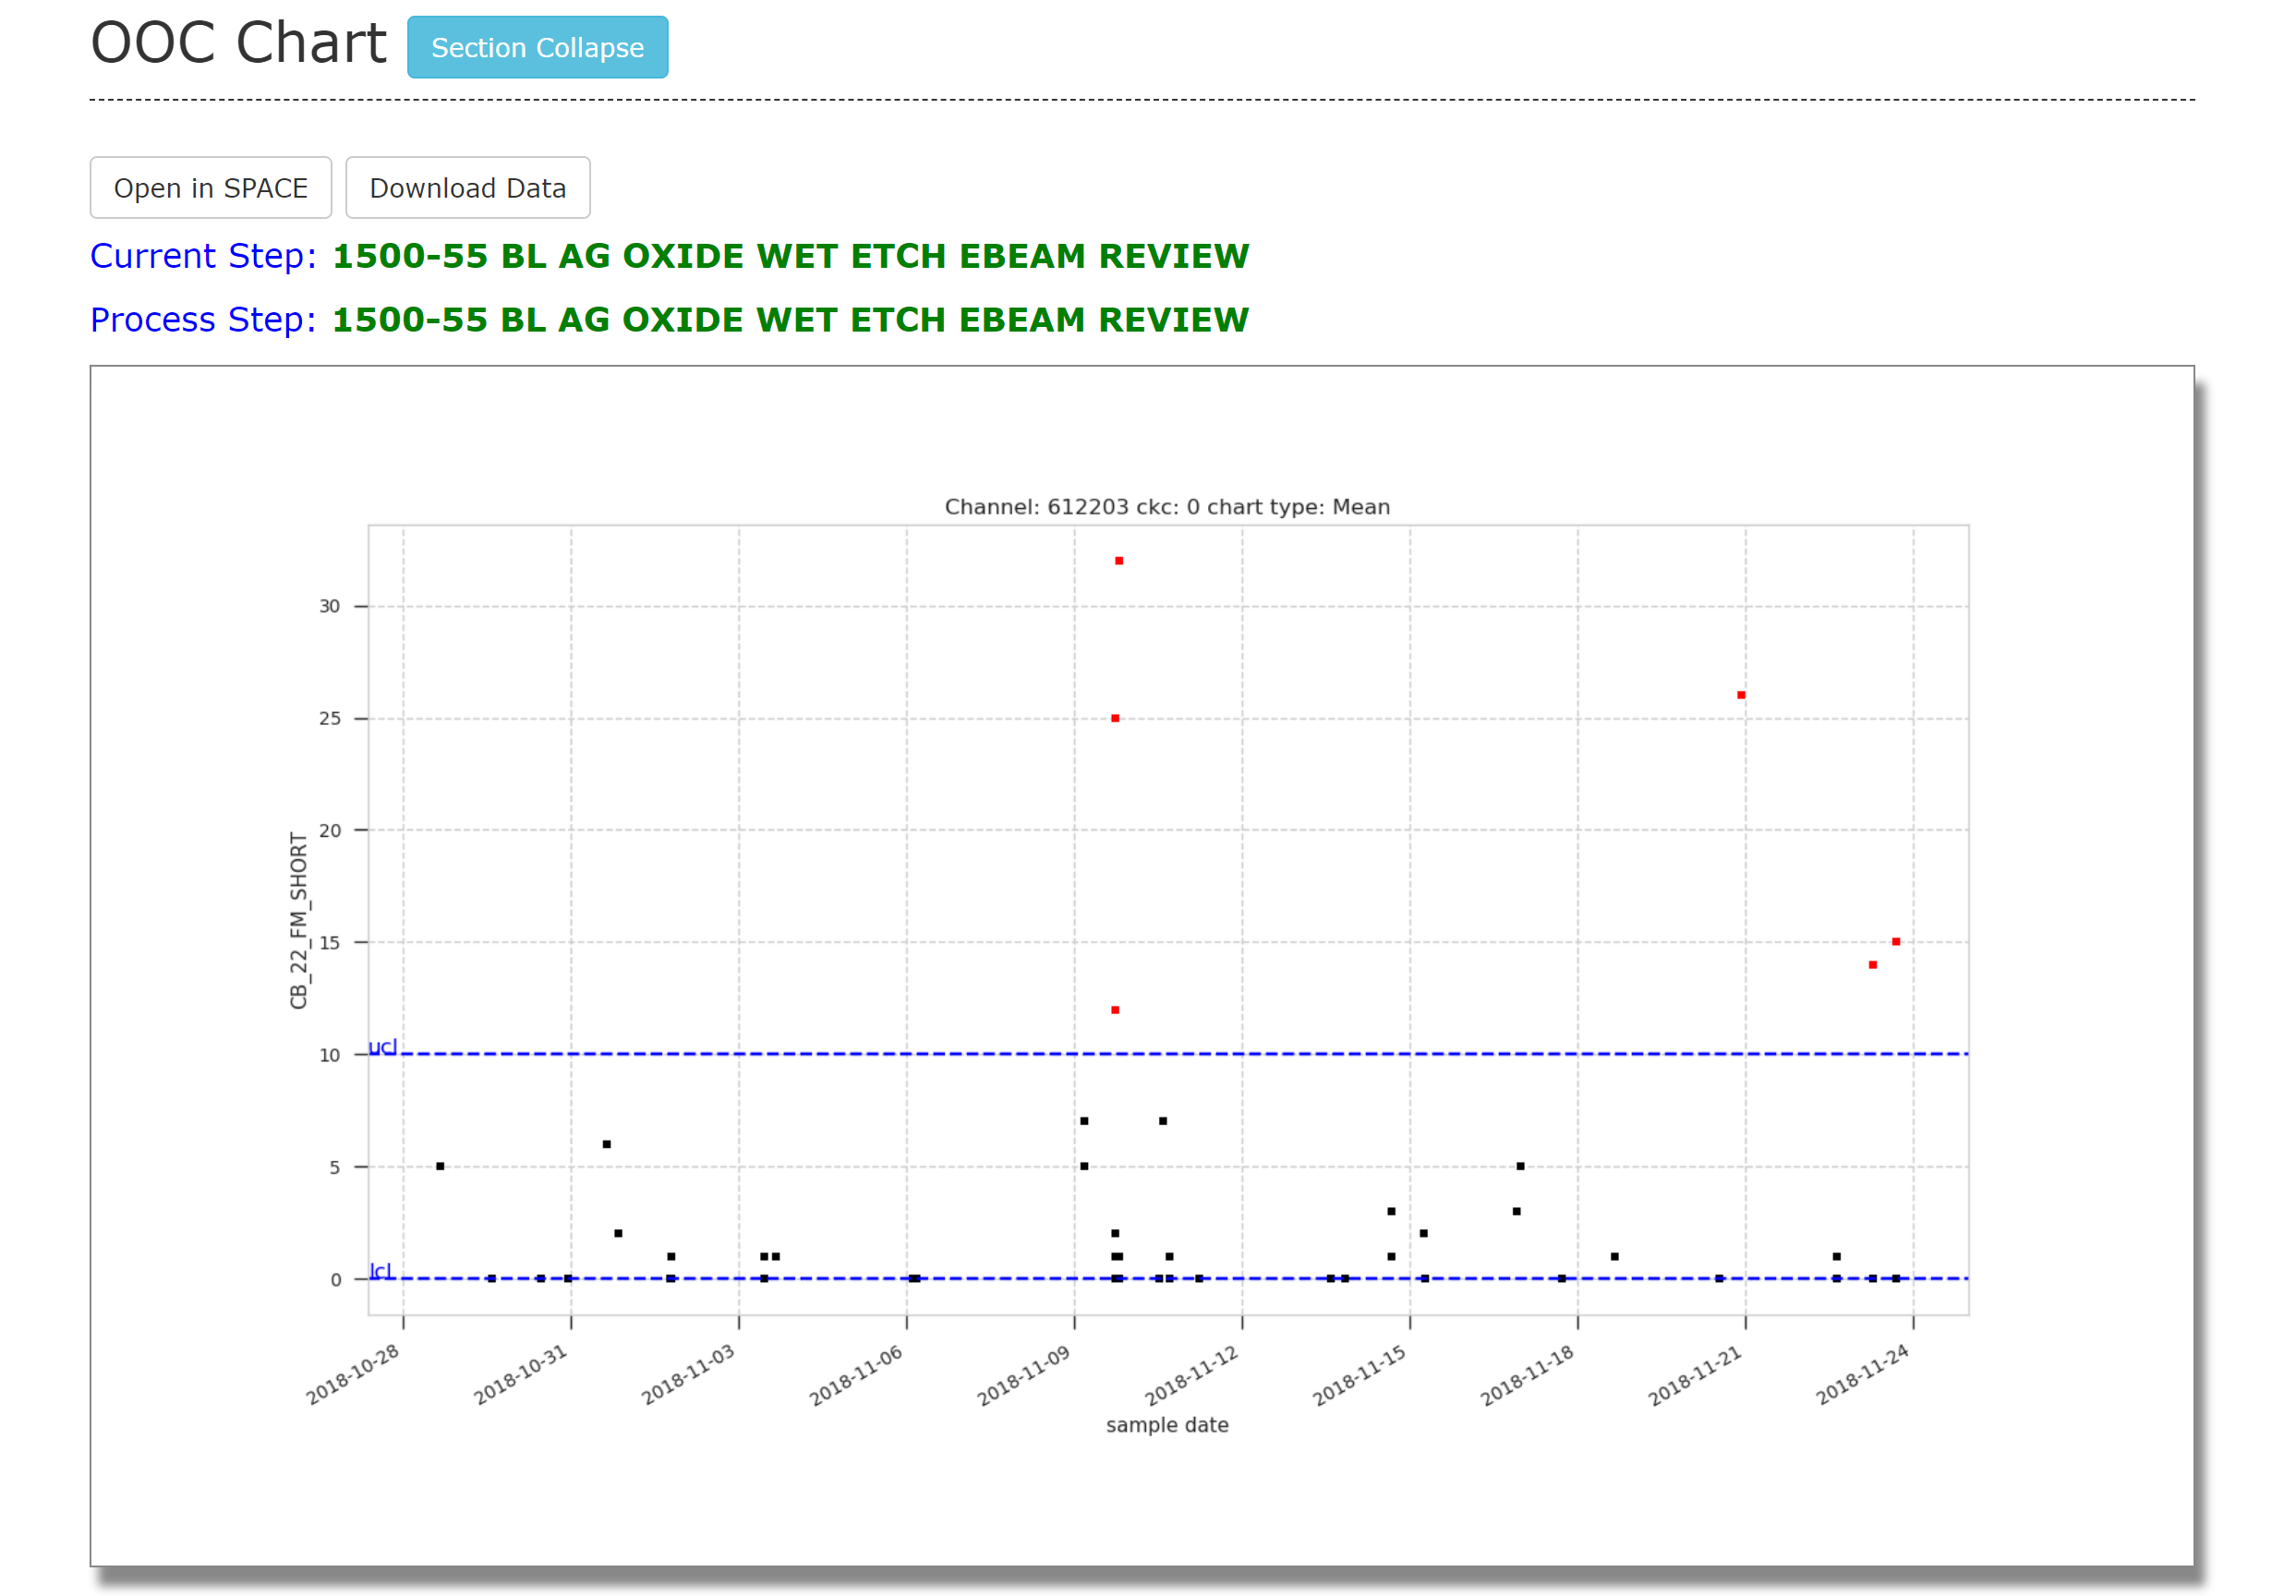 OOC Chart Section Collapse
Open in SPACE Download Data
Current Step: 1500-55 BL AG OXIDE WET ETCH EBEAM REVIEW
Process Step: 1500-55 BL AG OXIDE WET ETCH EBEAM REVIEW
Channel: 612203 ckc: 0 chart type: Mean
CB_22_FM_SHORT
30
25
20
15
ucl
10
5
lcl
0
2018-10-28 2018-10-31 2018-11-03 2018-11-06 2018-11-09 2018-11-12 2018-11-15 2018-11-18 2018-11-21 2018-11-24
sample date